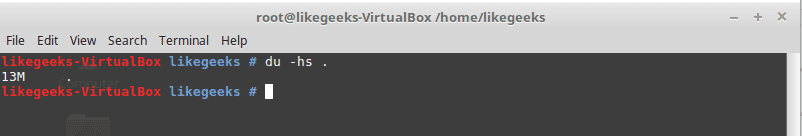 root@likegeeks-VirtualBox /home/likegeeks
File Edit View Search Terminal Help
likegeeks-VirtualBox likegeeks # du -hs .
13M .
Computer
likegeeks-VirtualBox likegeeks #